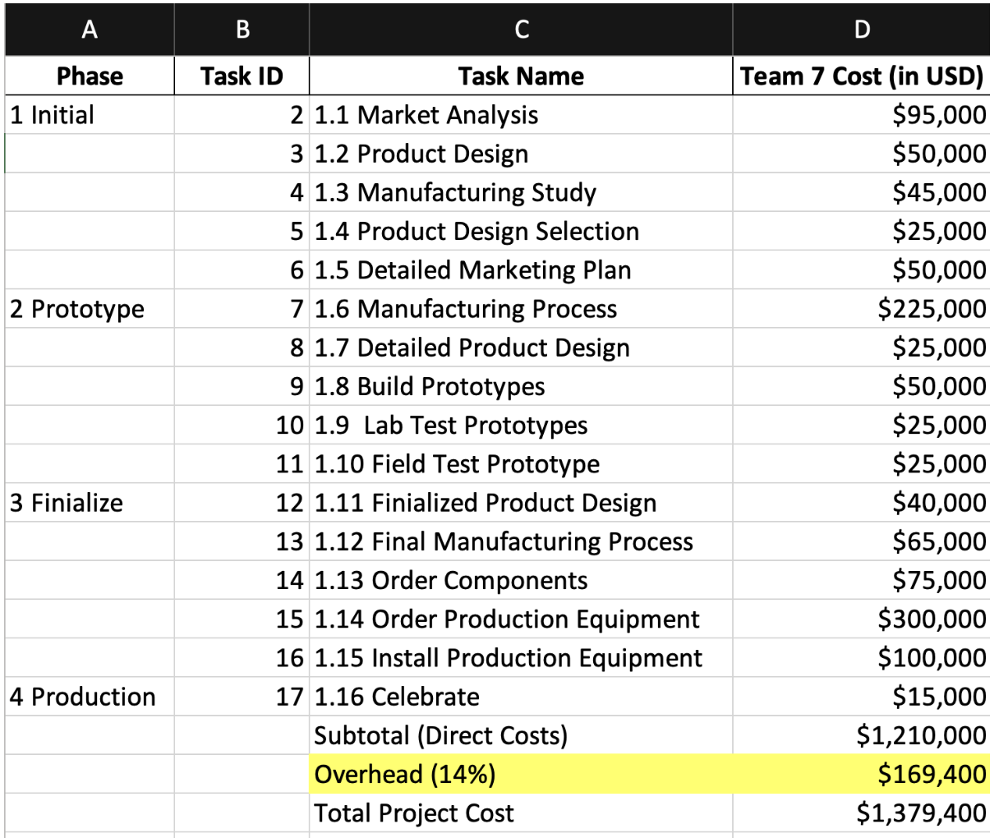 A B C D
Phase Task ID Task Name Team 7 Cost (in USD)
1 Initial 2 1.1 Market Analysis $95,000
3 1.2 Product Design $50,000
4 1.3 Manufacturing Study $45,000
5 1.4 Product Design Selection $25,000
6 1.5 Detailed Marketing Plan $50,000
2 Prototype 7 1.6 Manufacturing Process $225,000
8 1.7 Detailed Product Design $25,000
9 1.8 Build Prototypes $50,000
10 1.9  Lab Test Prototypes $25,000
11 1.10 Field Test Prototype $25,000
3 Finialize 12 1.11 Finialized Product Design $40,000
13 1.12 Final Manufacturing Process $65,000
14 1.13 Order Components $75,000
15 1.14 Order Production Equipment $300,000
16 1.15 Install Production Equipment $100,000
4 Production 17 1.16 Celebrate $15,000
Subtotal (Direct Costs) $1,210,000
Overhead (14%) $169,400
Total Project Cost $1,379,400